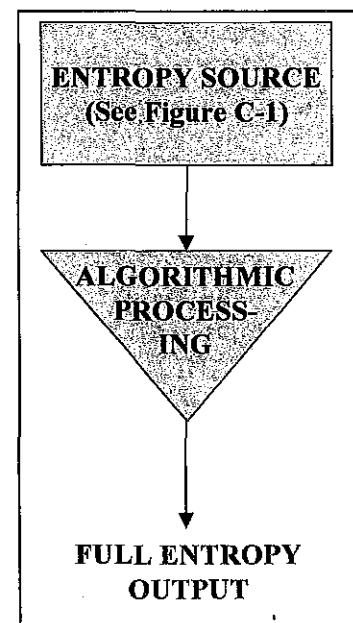 ENTROPY SOURCE
(See Figure C-1)
ALGORITHMIC
PROCESS-
ING
FULL ENTROPY
OUTPUT